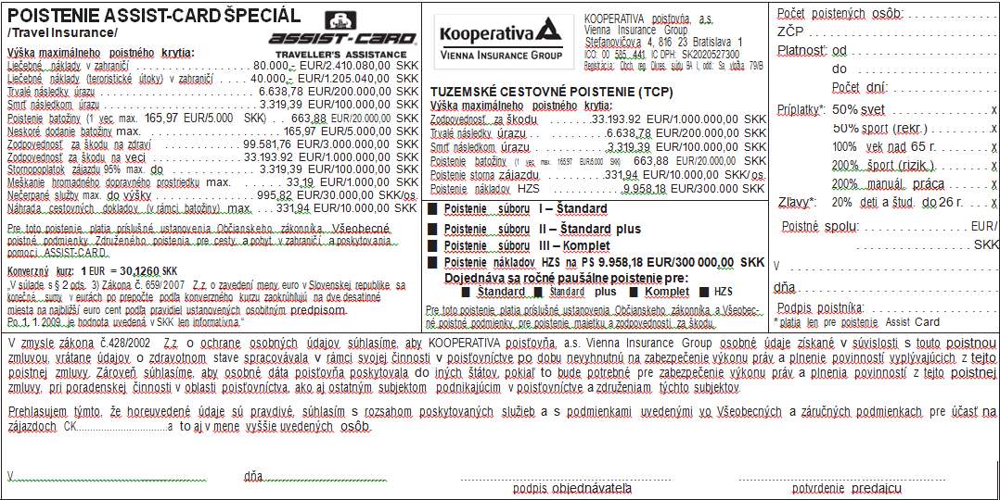 POISTENIE ASSIST-CARD ŠPECIÁL
/Travel Insurance/
ASSIST-CARD®
TRAVELLER'S ASSISTANCE
Výška maximálneho poistného krytia:
Liečebné náklady v zahraničí . . . . . . . . . . . . . . . . . 80.000,- EUR/2.410.080,00 SKK
Liečebné náklady (teroristické útoky) v zahraničí . . . . 40.000,- EUR/1.205.040,00 SKK
Trvalé následky úrazu . . . . . . . . . . . . . . . . . 6.638,78 EUR/200.000,00 SKK
Smrť následkom úrazu . . . . . . . . . . . . . . . . . 3.319,39 EUR/100.000,00 SKK
Poistenie batožiny (1 vec max. 165,97 EUR/5.000 SKK) . . 663,88 EUR/20.000,00 SKK
Neskoré dodanie batožiny max. . . . . . . . . . . . . . . . . 165,97 EUR/5.000,00 SKK
Zodpovednosť za škodu na zdraví . . . . . . . . . . 99.581,76 EUR/3.000.000,00 SKK
Zodpovednosť za škodu na veci . . . . . . . . . . 33.193.92 EUR/1.000.000,00 SKK
Stornopoplatok zájazdu 95% max. do . . . . . . . . . . 3.319,39 EUR/100.000,00 SKK
Meškanie hromadného dopravného prostriedku max. . . . . . . 33,19 EUR/1.000,00 SKK
Nečerpané služby max. do výšky . . . . . . . . . . 995,82 EUR/30.000,00 SKK/os.
Náhrada cestovných dokladov (v rámci batožiny) max. . . . 331,94 EUR/10.000,00 SKK
Pre toto poistenie platia príslušné ustanovenia Občianskeho zákonníka, Všeobecné
poistné podmienky Združeného poistenia pre cesty a pobyt v zahraničí a poskytovania
pomoci ASSIST-CARD.
Konverzný kurz: 1 EUR = 30,1260 SKK
„V súlade s § 2 ods. 3) Zákona č. 659/2007 Z.z. o zavedení meny euro v Slovenskej republike sa
konečné sumy v eurách po prepočte podľa konverzného kurzu zaokrúhľujú na dve desatinné
miesta na najbližší euro cent podľa pravidiel ustanovených osobitným predpisom.
Po 1. 1. 2009 je hodnota uvedená v SKK len informatívna.“
Kooperativa
VIENNA INSURANCE GROUP
KOOPERATIVA poisťovňa, a.s.
Vienna Insurance Group
Štefanovičova 4, 816 23 Bratislava 1
IČO: 00 585 441 IČ DPH: SK2020527300
Registrácia: Obch. reg. Okres. súdu BA I, odd.: Sa, vložka 79/B
TUZEMSKÉ CESTOVNÉ POISTENIE (TCP)
Výška maximálneho poistného krytia:
Zodpovednosť za škodu . . . . . . . 33.193.92 EUR/1.000.000,00 SKK
Trvalé následky úrazu . . . . . . . . . . . . . 6.638,78 EUR/200.000,00 SKK
Smrť následkom úrazu . . . . . . . . . . . . . 3.319.39 EUR/100.000,00 SKK
Poistenie batožiny (1 vec max. 165,97 EUR/5.000 SKK) 663,88 EUR/20.000,00 SKK
Poistenie storna zájazdu . . . . . . . . . 331,94 EUR/10.000,00 SKK/os.
Poistenie nákladov HZS . . . . . . . . . . . . . 9.958,18 EUR/300.000 SKK
■ Poistenie súboru I – Štandard
■ Poistenie súboru II – Štandard plus
■ Poistenie súboru III – Komplet
■ Poistenie nákladov HZS na PS 9.958,18 EUR/300 000,00 SKK
Dojednáva sa ročné paušálne poistenie pre:
■ Štandard ■ Štandard plus ■ Komplet ■ HZS
Pre toto poistenie platia príslušné ustanovenia Občianskeho zákonníka, a Všeobec-
né poistné podmienky pre poistenie majetku a zodpovednosti za škodu.
Počet poistených osôb: . . . . . . . . . . . . .
ZČP . . . . . . . . . . . . . . . . . . . . . . . . . . . .
Platnosť: od . . . . . . . . . . . . . . . . . . . . . .
do . . . . . . . . . . . . . . . . . . . . . .
Počet dní: . . . . . . . . . . . . . . . .
Príplatky*: 50% svet . . . . . . . . . . . . . . . . x
50% šport (rekr.) . . . . . . . . . . x
100% vek nad 65 r. . . . . . . . . x
200% šport (rizik.) . . . . . . . . . x
200% manuál. práca . . . . . . . x
Zľavy*: 20% deti a štud. do 26 r. . . . . x
Poistné spolu: . . . . . . . . . . . . . . . . EUR/
. . . . . . . . . . . . . . . . . SKK
V . . . . . . . . . . . . . . . . . . . . . . . . . . . . . .
dňa . . . . . . . . . . . . . . . . . . . . . . . . . . . .
Podpis poistníka:
* platia len pre poistenie Assist Card
V zmysle zákona č.428/2002 Z.z o ochrane osobných údajov súhlasíme, aby KOOPERATIVA poisťovňa, a.s. Vienna Insurance Group osobné údaje získané v súvislosti s touto poistnou
zmluvou, vrátane údajov o zdravotnom stave spracovávala v rámci svojej činnosti v poisťovníctve po dobu nevyhnutnú na zabezpečenie výkonu práv a plnenie povinností vyplývajúcich z tejto
poistnej zmluvy. Zároveň súhlasíme, aby osobné dáta poisťovňa poskytovala do iných štátov, pokiaľ to bude potrebné pre zabezpečenie výkonu práv a plnenia povinností z tejto poistnej
zmluvy, pri poradenskej činnosti v oblasti poisťovníctva, ako aj ostatným subjektom podnikajúcim v poisťovníctve a združeniam týchto subjektov.
Prehlasujem týmto, že horeuvedené údaje sú pravdivé, súhlasím s rozsahom poskytovaných služieb a s podmienkami uvedenými vo Všeobecných a záručných podmienkach pre účasť na
zájazdoch CK..................................a to aj v mene vyššie uvedených osôb.
V dňa
podpis objednávateľa potvrdenie predajcu